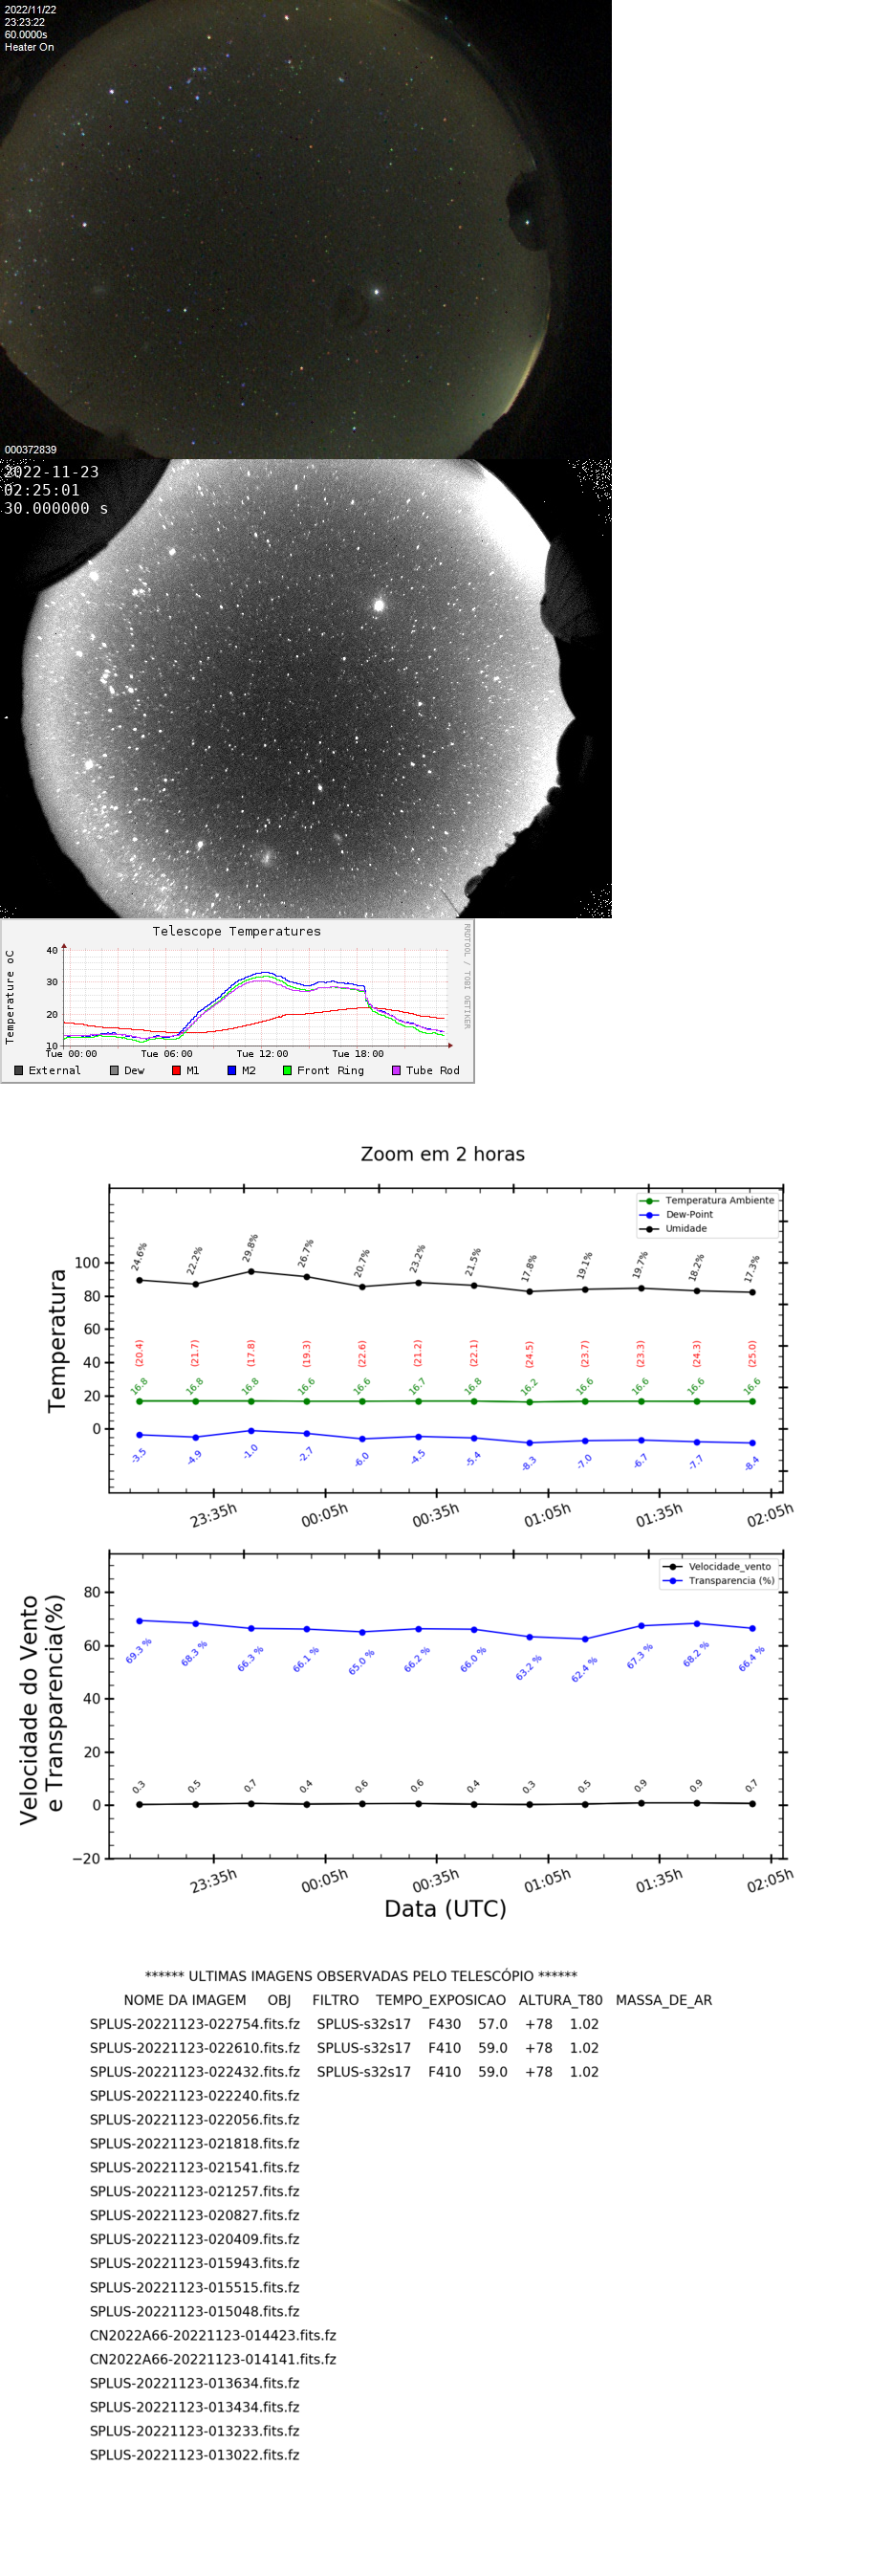 2022/11/22
23:23:22
60.0000s
Heater On
000372839
2022-11-23
02:25:01
30.000000 s
Telescope Temperatures
RRDTOOL / TOBI OETIKER
Temperature oC
40
30
20
10
Tue 00:00 Tue 06:00 Tue 12:00 Tue 18:00
External Dew M1 M2 Front Ring Tube Rod
Zoom em 2 horas
Temperatura Ambiente
Dew-Point
Umidade
Temperatura
100
80
60
40
20
0
24.6% 22.2% 29.8% 26.7% 20.7% 23.2% 21.5% 17.8% 19.1% 19.7% 18.2% 17.3%
(20.4) (21.7) (17.8) (19.3) (22.6) (21.2) (22.1) (24.5) (23.7) (23.3) (24.3) (25.0)
16.8 16.8 16.8 16.6 16.6 16.7 16.8 16.2 16.6 16.6 16.6 16.6
-3.5 -4.9 -1.0 -2.7 -6.0 -4.5 -5.4 -8.3 -7.0 -6.7 -7.7 -8.4
23:35h 00:05h 00:35h 01:05h 01:35h 02:05h
Velocidade_vento
Transparencia (%)
Velocidade do Vento
e Transparencia(%)
80
60
40
20
0
−20
69.3 % 68.3 % 66.3 % 66.1 % 65.0 % 66.2 % 66.0 % 63.2 % 62.4 % 67.3 % 68.2 % 66.4 %
0.3 0.5 0.7 0.4 0.6 0.6 0.4 0.3 0.5 0.9 0.9 0.7
23:35h 00:05h 00:35h 01:05h 01:35h 02:05h
Data (UTC)
****** ULTIMAS IMAGENS OBSERVADAS PELO TELESCÓPIO ******
NOME DA IMAGEM OBJ FILTRO TEMPO_EXPOSICAO ALTURA_T80 MASSA_DE_AR
SPLUS-20221123-022754.fits.fz SPLUS-s32s17 F430 57.0 +78 1.02
SPLUS-20221123-022610.fits.fz SPLUS-s32s17 F410 59.0 +78 1.02
SPLUS-20221123-022432.fits.fz SPLUS-s32s17 F410 59.0 +78 1.02
SPLUS-20221123-022240.fits.fz
SPLUS-20221123-022056.fits.fz
SPLUS-20221123-021818.fits.fz
SPLUS-20221123-021541.fits.fz
SPLUS-20221123-021257.fits.fz
SPLUS-20221123-020827.fits.fz
SPLUS-20221123-020409.fits.fz
SPLUS-20221123-015943.fits.fz
SPLUS-20221123-015515.fits.fz
SPLUS-20221123-015048.fits.fz
CN2022A66-20221123-014423.fits.fz
CN2022A66-20221123-014141.fits.fz
SPLUS-20221123-013634.fits.fz
SPLUS-20221123-013434.fits.fz
SPLUS-20221123-013233.fits.fz
SPLUS-20221123-013022.fits.fz